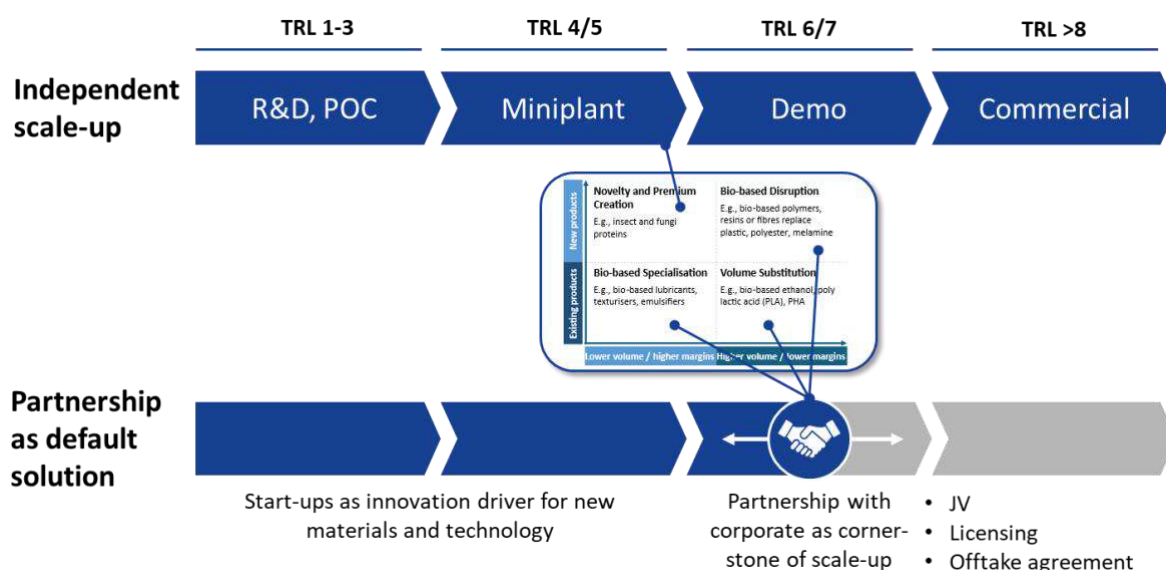 TRL 1-3
TRL 4/5
TRL 6/7
TRL >8
Independent
scale-up
R&D, POC
Miniplant
Demo
Commercial
New products
Novelty and Premium
Creation
E.g., insect and fungi
proteins
Bio-based Disruption
E.g., bio-based polymers,
resins or fibres replace
plastic, polyester, melamine
Existing products
Bio-based Specialisation
E.g., bio-based lubricants,
texturisers, emulsifiers
Volume Substitution
E.g., bio-based ethanol, poly
lactic acid (PLA), PHA
Lower volume / higher margins
Higher volume / lower margins
Partnership
as default
solution
Start-ups as innovation driver for new
materials and technology
Partnership with
corporate as corner-
stone of scale-up
• JV
• Licensing
• Offtake agreement